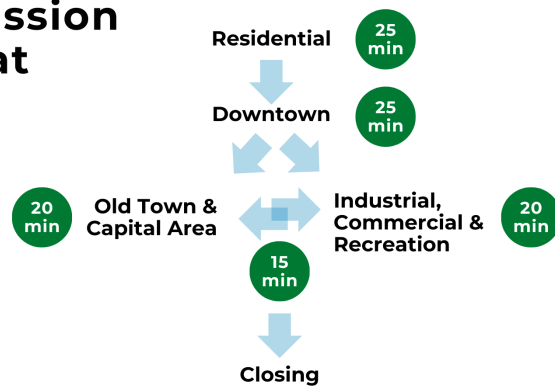 ssion
at
Residential
25
min
Downtown
25
min
20
min
Old Town &
Capital Area
Industrial,
Commercial &
Recreation
20
min
15
min
Closing